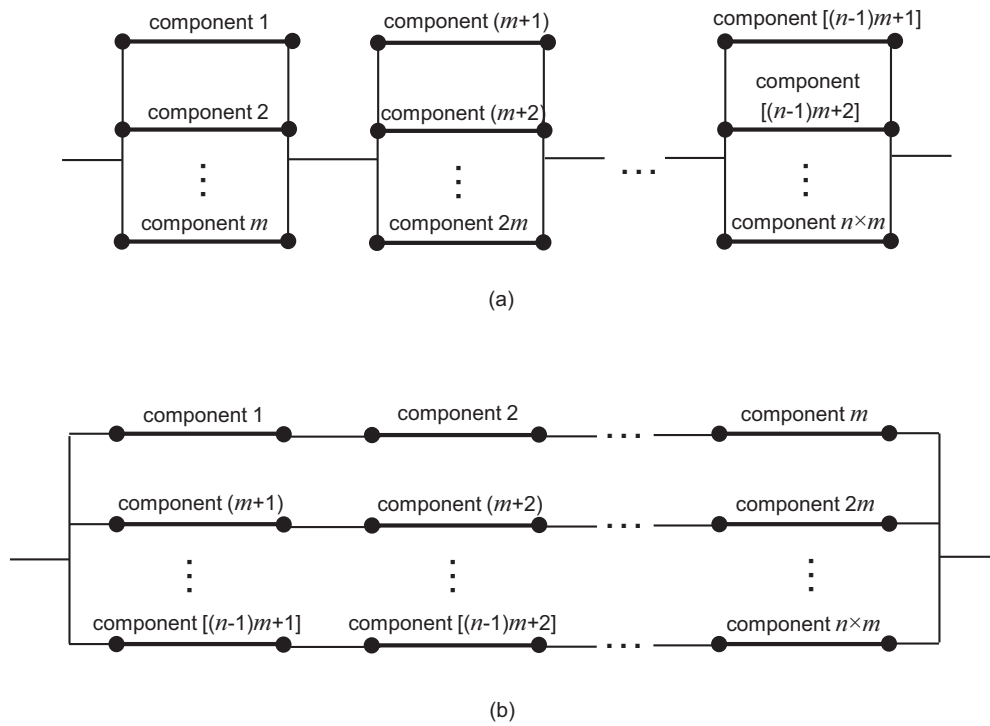 component 1
component (m+1)
component [(n-1)m+1]
component 2
component (m+2)
component
[(n-1)m+2]
component m
component 2m
component n×m
(a)
component 1
component 2
component m
component (m+1)
component (m+2)
component 2m
component [(n-1)m+1]
component [(n-1)m+2]
component n×m
(b)